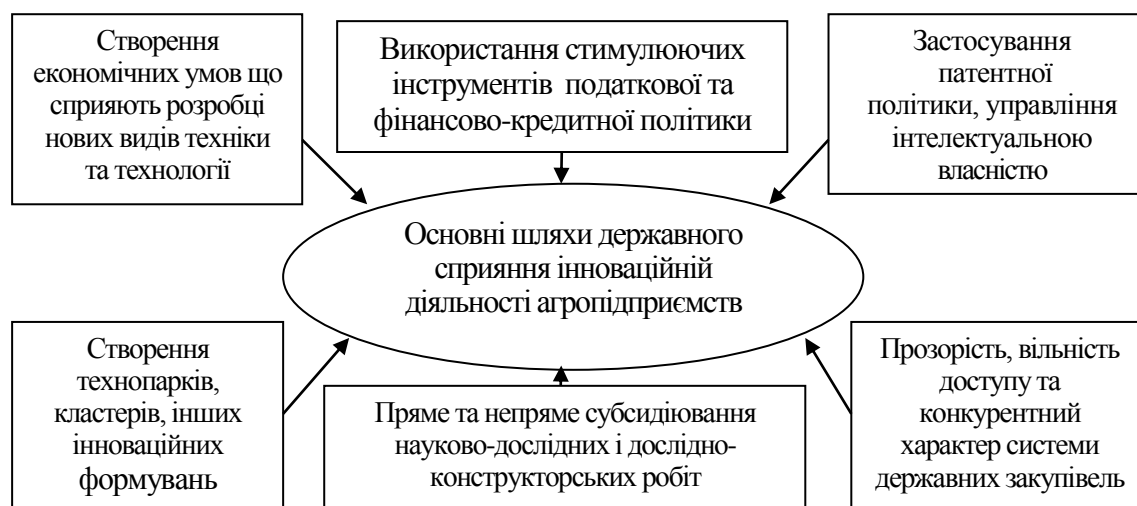 Створення
економічних умов що
сприяють розробці
нових видів техніки
та технології
Використання стимулюючих
інструментів податкової та
фінансово-кредитної політики
Застосування
патентної
політики, управління
інтелектуальною
власністю
Основні шляхи державного
сприяння інноваційній
діяльності агропідприємств
Створення
технопарків,
кластерів, інших
інноваційних
формувань
Пряме та непряме субсидіювання
науково-дослідних і дослідно-
конструкторських робіт
Прозорість, вільність
доступу та
конкурентний
характер системи
державних закупівель